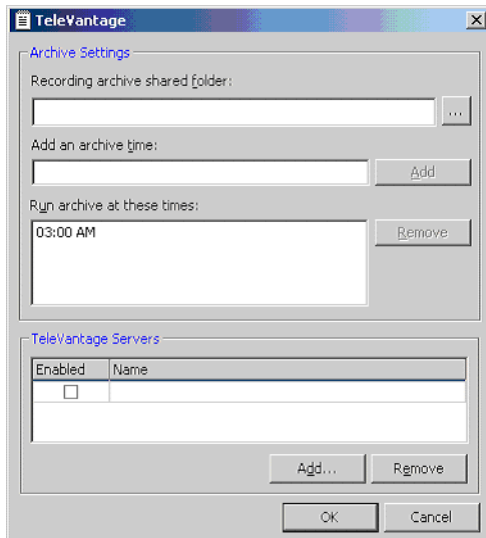 TeleVantage
Archive Settings
Recording archive shared folder:
...
Add an archive time:
Add
Run archive at these times:
03:00 AM
Remove
TeleVantage Servers
Enabled Name
Add... Remove
OK Cancel